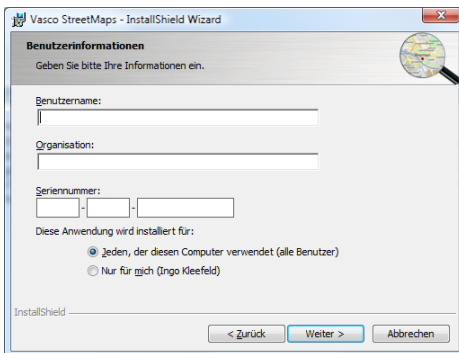 Vasco StreetMaps - InstallShield Wizard
Benutzerinformationen
Geben Sie bitte Ihre Informationen ein.
Benutzername:
Organisation:
Seriennummer:
- -
Diese Anwendung wird installiert für:
Jeden, der diesen Computer verwendet (alle Benutzer)
Nur für mich (Ingo Kleefeld)
InstallShield
< Zurück Weiter > Abbrechen